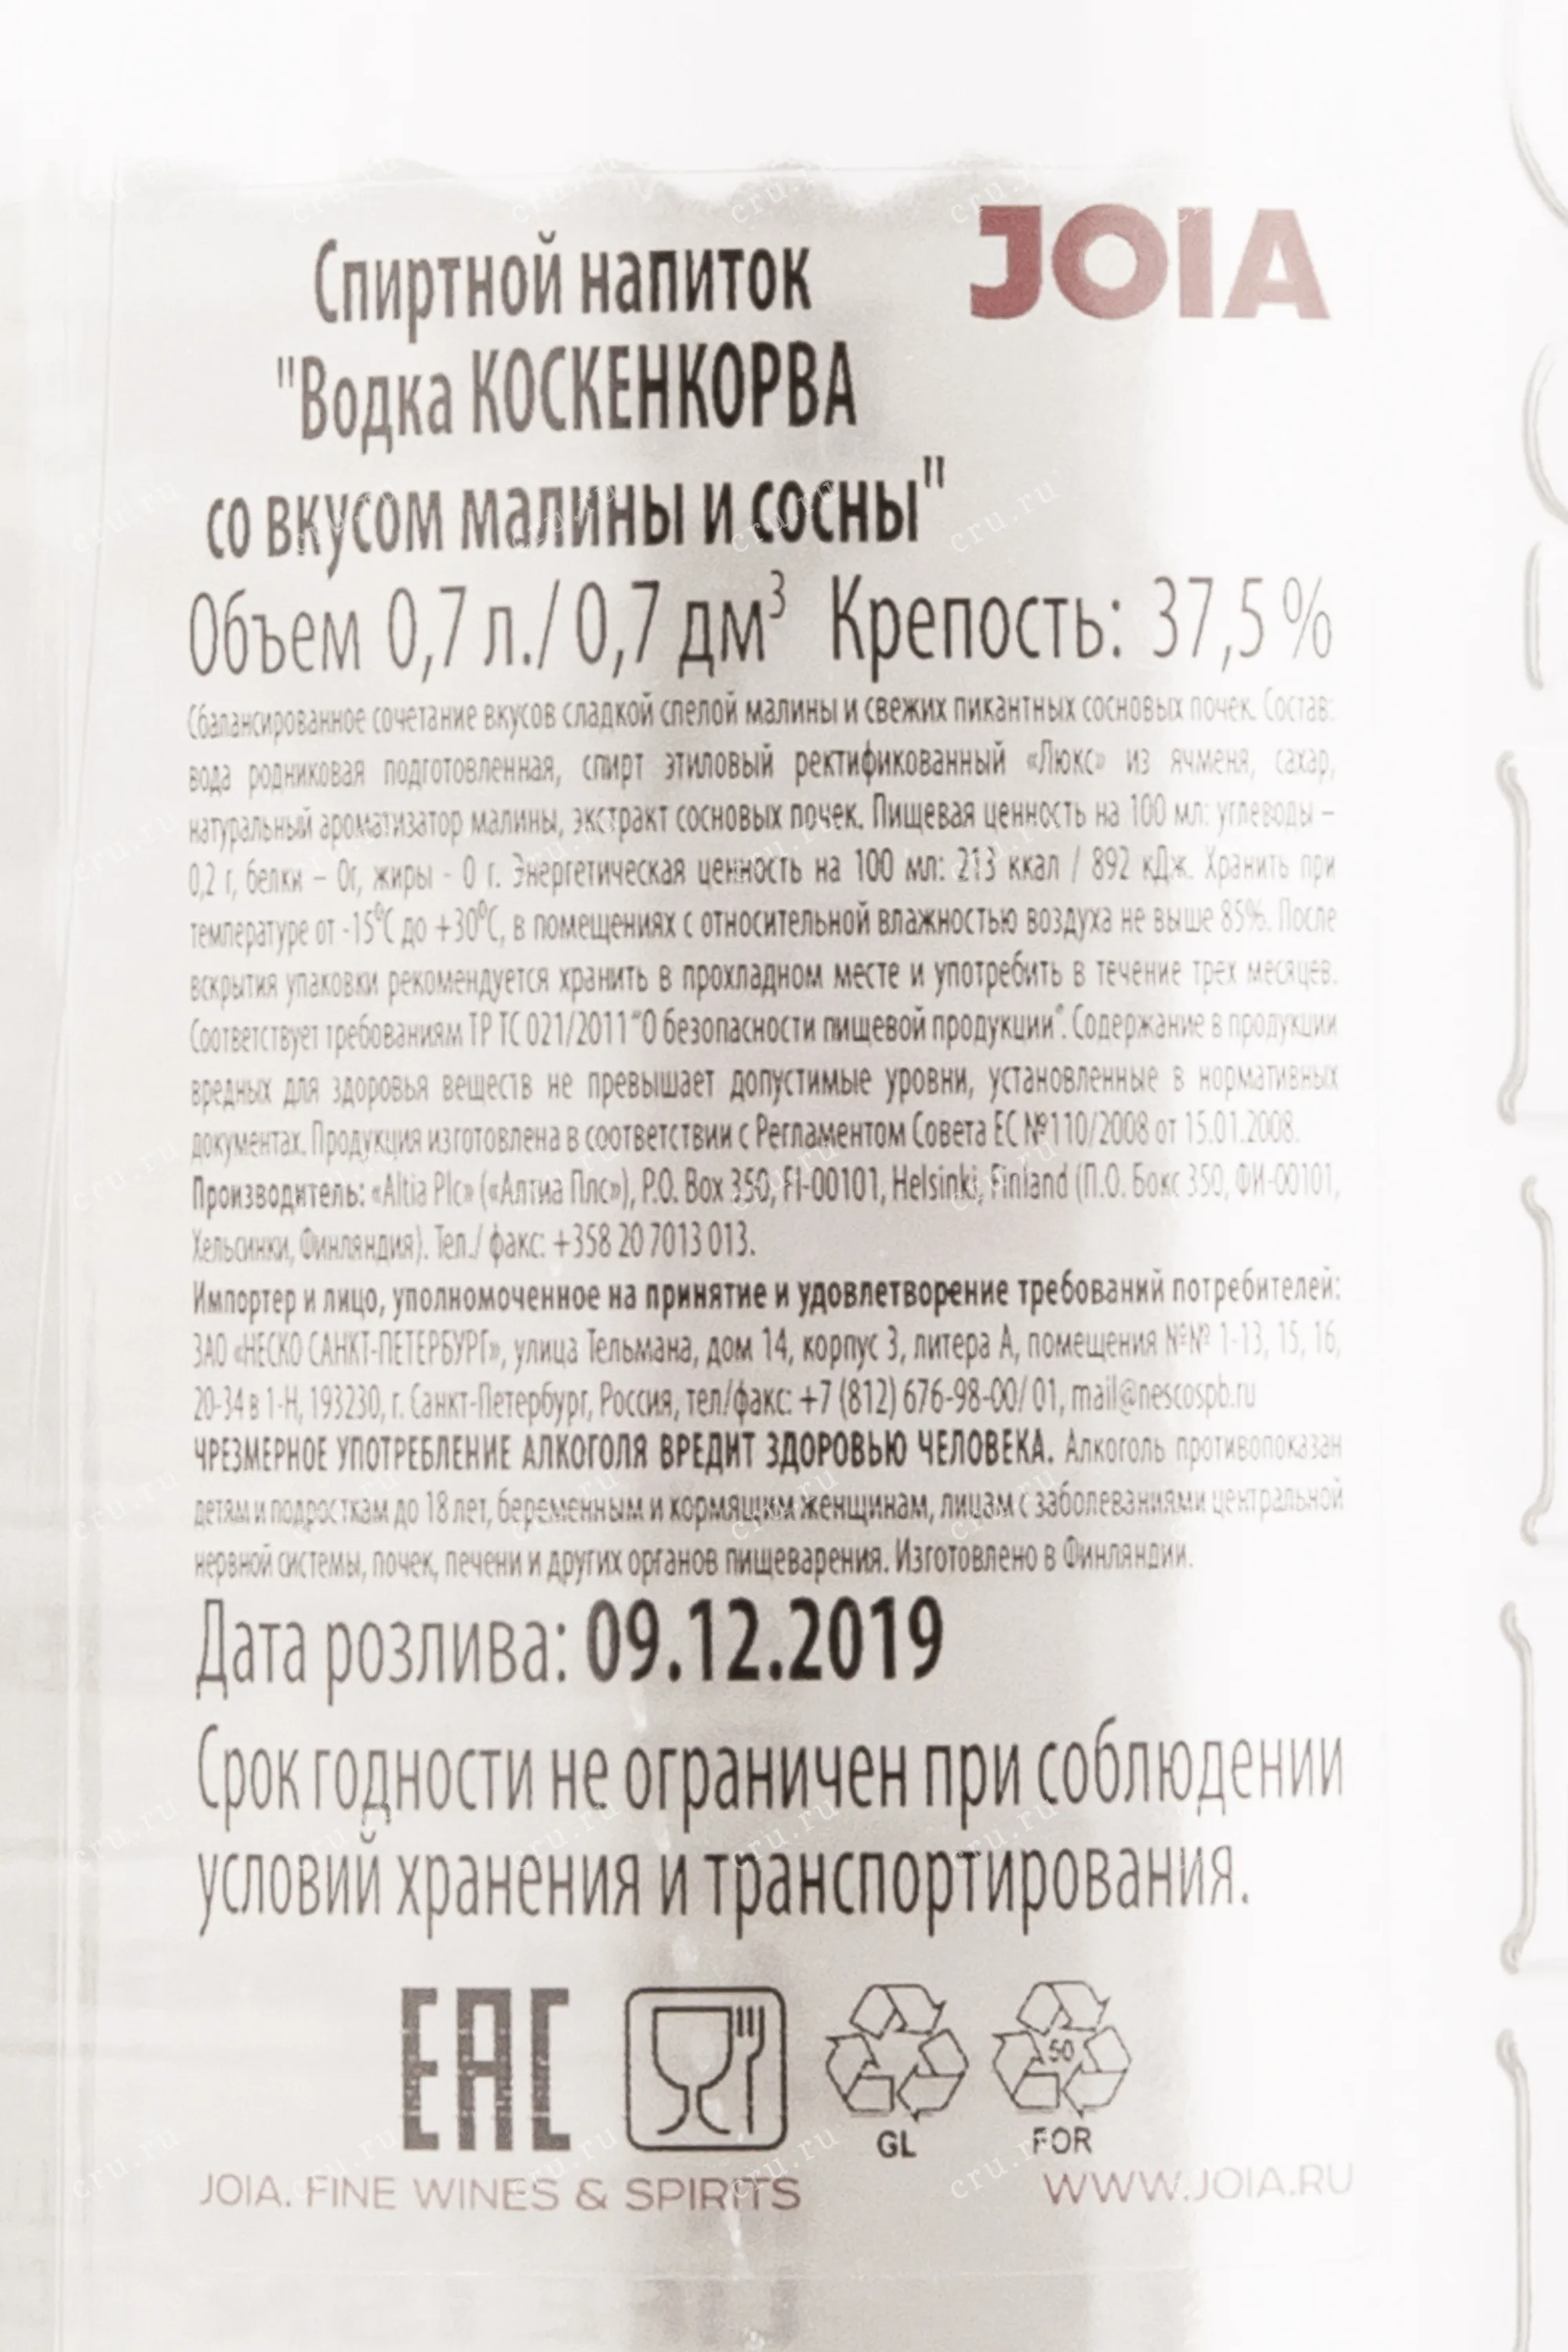 JOIA
Спиртной напиток
"Водка КОСКЕНКОРВА
со вкусом малины и сосны"
Объем 0,7 л./ 0,7 дм³ Крепость: 37,5 %
Сбалансированное сочетание вкусов сладкой спелой малины и свежих пикантных сосновых почек. Состав:
вода родниковая подготовленная, спирт этиловый ректификованный «Люкс» из ячменя, сахар,
натуральный ароматизатор малины, экстракт сосновых почек. Пищевая ценность на 100 мл: углеводы –
0,2 г, белки – 0г, жиры - 0 г. Энергетическая ценность на 100 мл: 213 ккал / 892 кДж. Хранить при
температуре от -15⁰С до +30⁰С, в помещениях с относительной влажностью воздуха не выше 85%. После
вскрытия упаковки рекомендуется хранить в прохладном месте и употребить в течение трех месяцев.
Соответствует требованиям ТР ТС 021/2011 "О безопасности пищевой продукции". Содержание в продукции
вредных для здоровья веществ не превышает допустимые уровни, установленные в нормативных
документах. Продукция изготовлена в соответствии с Регламентом Совета ЕС №110/2008 от 15.01.2008.
Производитель: «Altia Plc» («Алтиа Плс»), P.O. Box 350, FI-00101, Helsinki, Finland (П.О. Бокс 350, ФИ-00101,
Хельсинки, Финляндия). Тел./ факс: +358 20 7013 013.
Импортер и лицо, уполномоченное на принятие и удовлетворение требований потребителей:
ЗАО «НЕСКО САНКТ-ПЕТЕРБУРГ», улица Тельмана, дом 14, корпус 3, литера А, помещения №№ 1-13, 15, 16,
20-34 в 1-Н, 193230, г. Санкт-Петербург, Россия, тел/факс: +7 (812) 676-98-00/ 01, mail@nescospb.ru
ЧРЕЗМЕРНОЕ УПОТРЕБЛЕНИЕ АЛКОГОЛЯ ВРЕДИТ ЗДОРОВЬЮ ЧЕЛОВЕКА. Алкоголь противопоказан
детям и подросткам до 18 лет, беременным и кормящим женщинам, лицам с заболеваниями центральной
нервной системы, почек, печени и других органов пищеварения. Изготовлено в Финляндии.
Дата розлива: 09.12.2019
Срок годности не ограничен при соблюдении
условий хранения и транспортирования.
EAC
50
GL FOR
JOIA. FINE WINES & SPIRITS WWW.JOIA.RU
cru.ru